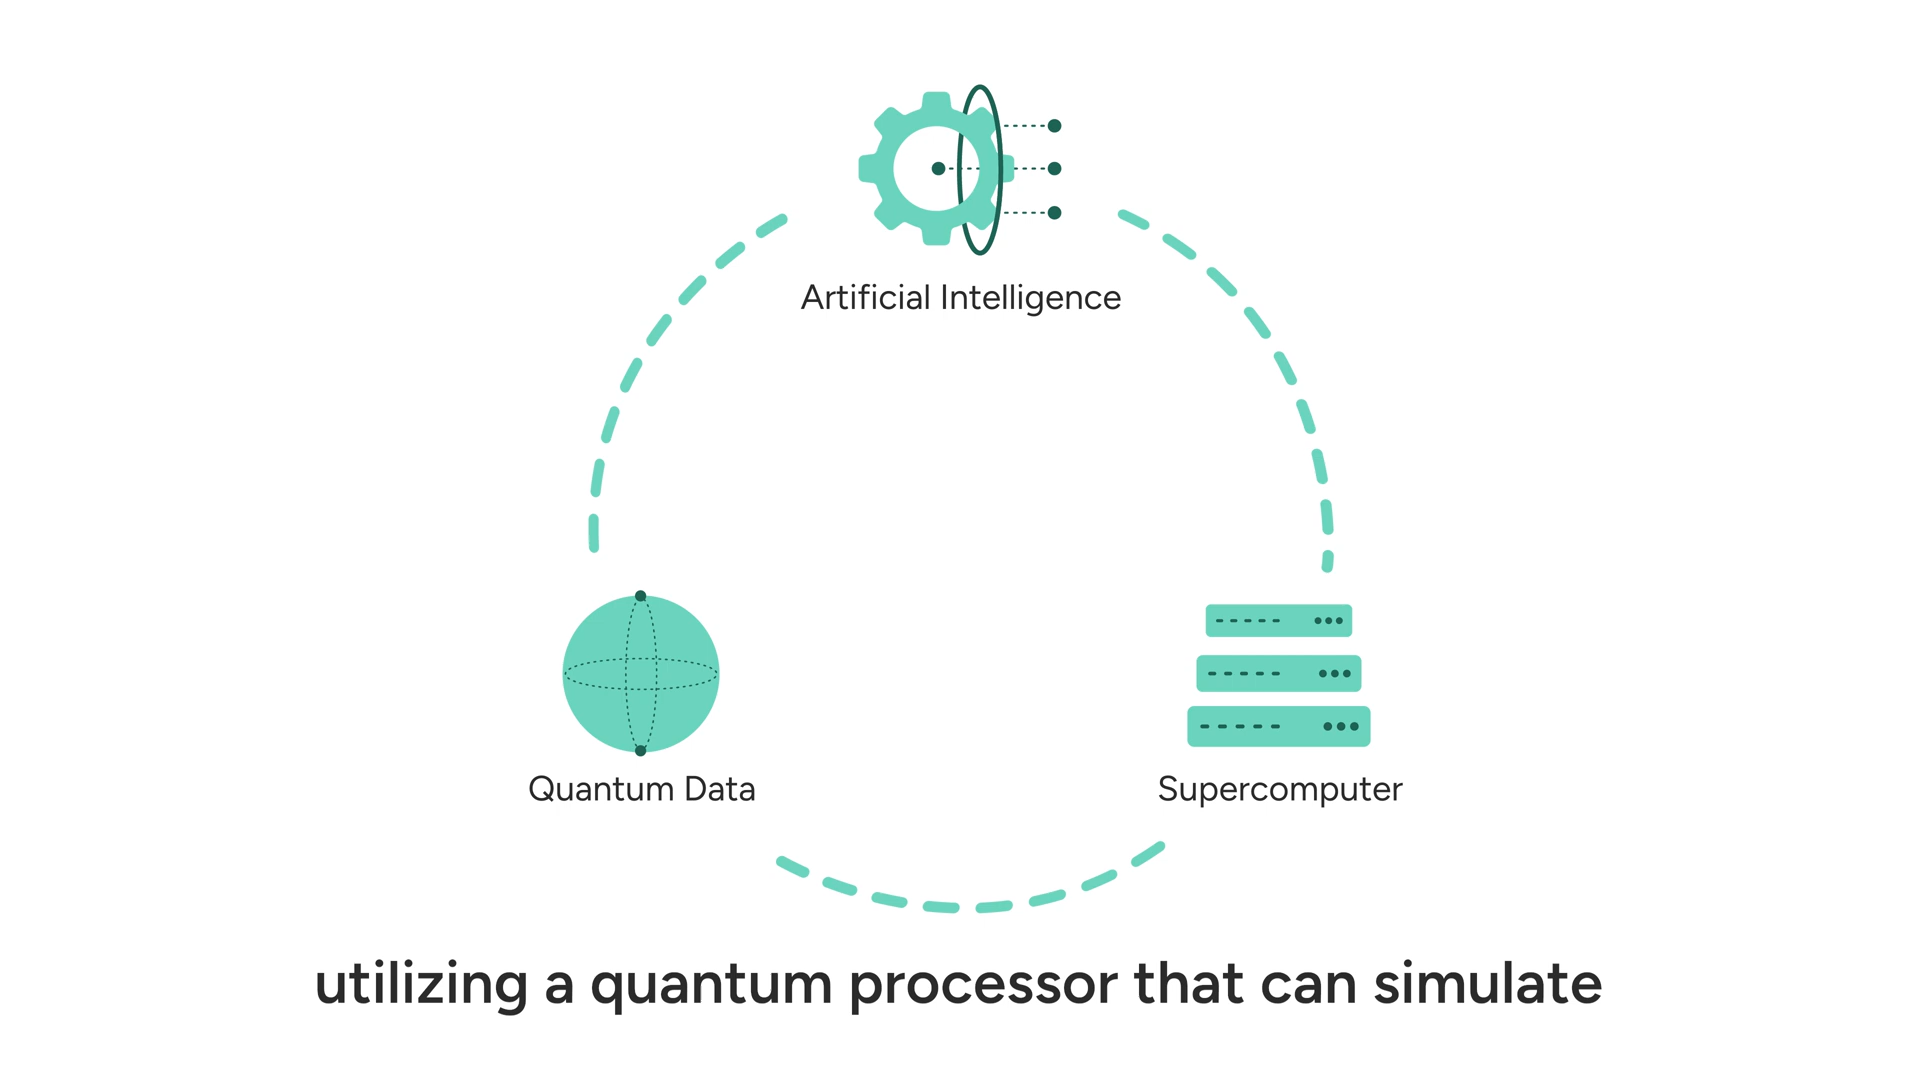 Artificial Intelligence
Quantum Data
Supercomputer
utilizing a quantum processor that can simulate